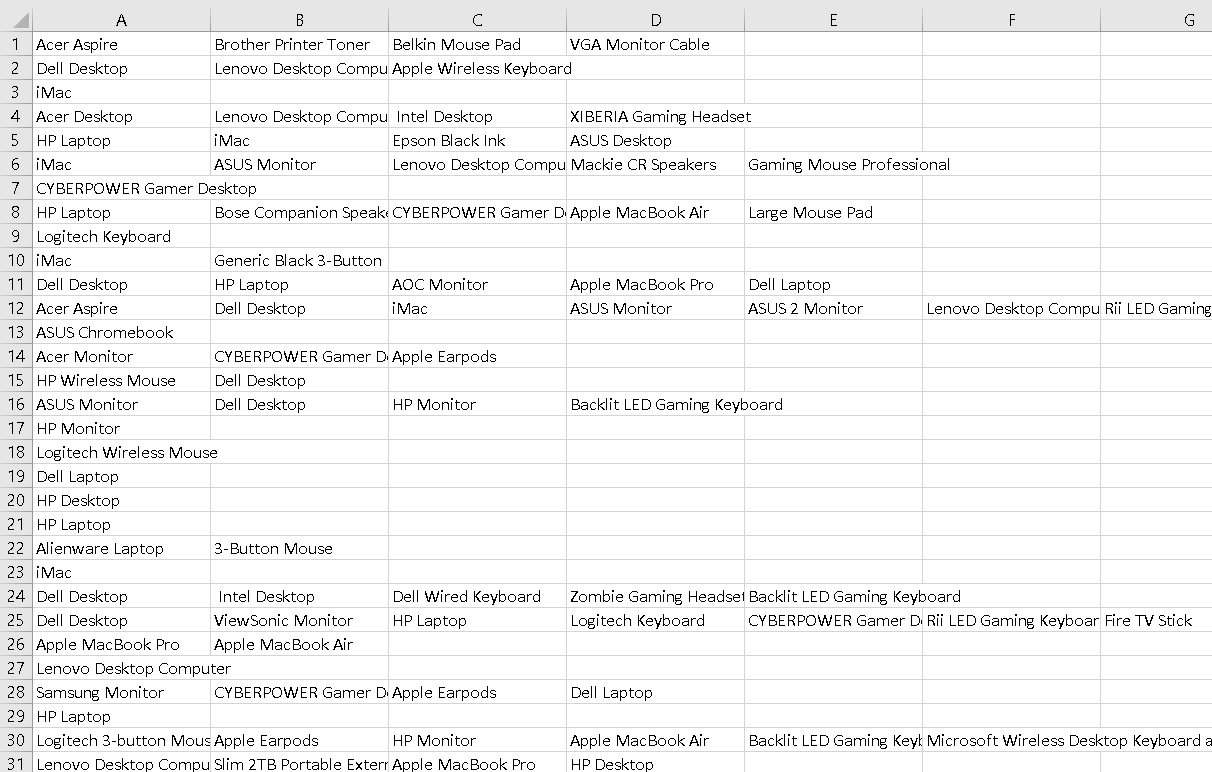 A B C D E F G
1 Acer Aspire Brother Printer Toner Belkin Mouse Pad VGA Monitor Cable
2 Dell Desktop Lenovo Desktop Compu Apple Wireless Keyboard
3 iMac
4 Acer Desktop Lenovo Desktop Compu Intel Desktop XIBERIA Gaming Headset
5 HP Laptop iMac Epson Black Ink ASUS Desktop
6 iMac ASUS Monitor Lenovo Desktop Compu Mackie CR Speakers Gaming Mouse Professional
7 CYBERPOWER Gamer Desktop
8 HP Laptop Bose Companion Speake CYBERPOWER Gamer De Apple MacBook Air Large Mouse Pad
9 Logitech Keyboard
10 iMac Generic Black 3-Button
11 Dell Desktop HP Laptop AOC Monitor Apple MacBook Pro Dell Laptop
12 Acer Aspire Dell Desktop iMac ASUS Monitor ASUS 2 Monitor Lenovo Desktop Compu Rii LED Gaming
13 ASUS Chromebook
14 Acer Monitor CYBERPOWER Gamer De Apple Earpods
15 HP Wireless Mouse Dell Desktop
16 ASUS Monitor Dell Desktop HP Monitor Backlit LED Gaming Keyboard
17 HP Monitor
18 Logitech Wireless Mouse
19 Dell Laptop
20 HP Desktop
21 HP Laptop
22 Alienware Laptop 3-Button Mouse
23 iMac
24 Dell Desktop Intel Desktop Dell Wired Keyboard Zombie Gaming Headset Backlit LED Gaming Keyboard
25 Dell Desktop ViewSonic Monitor HP Laptop Logitech Keyboard CYBERPOWER Gamer De Rii LED Gaming Keyboar Fire TV Stick
26 Apple MacBook Pro Apple MacBook Air
27 Lenovo Desktop Computer
28 Samsung Monitor CYBERPOWER Gamer De Apple Earpods Dell Laptop
29 HP Laptop
30 Logitech 3-button Mous Apple Earpods HP Monitor Apple MacBook Air Backlit LED Gaming Keyb Microsoft Wireless Desktop Keyboard a
31 Lenovo Desktop Compu Slim 2TB Portable Exterr Apple MacBook Pro HP Desktop